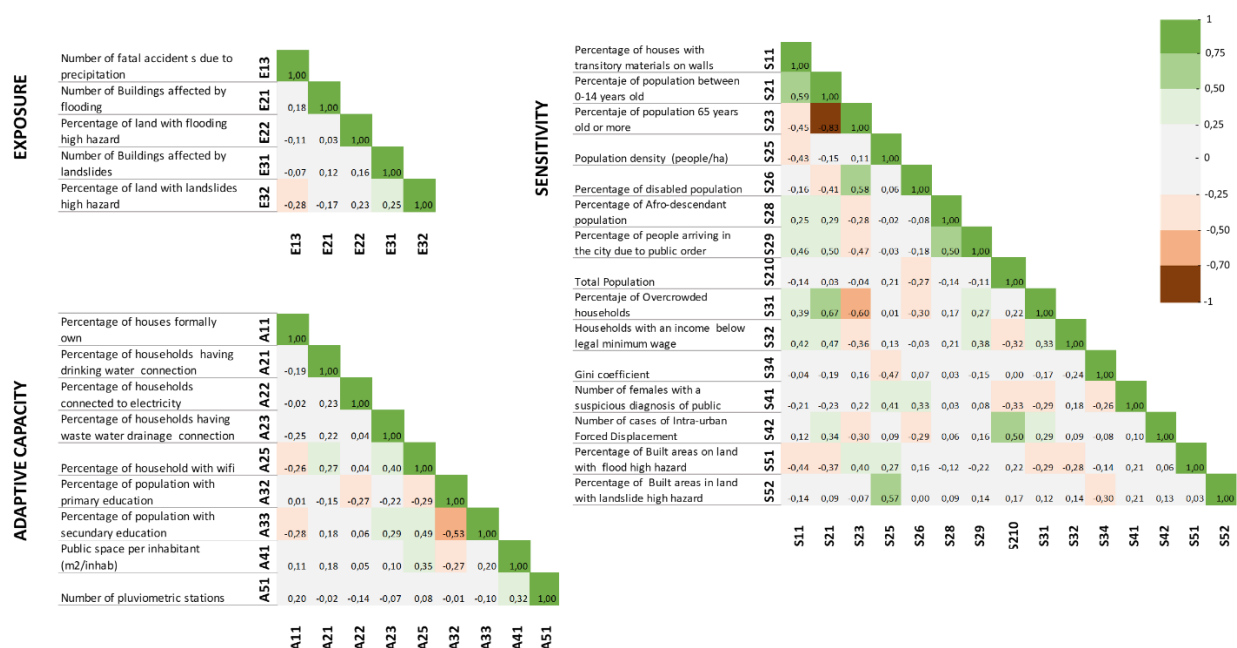 EXPOSURE
Number of fatal accident s due to
precipitation
E13
1,00
Number of Buildings affected by
flooding
E21
0,18 1,00
Percentage of land with flooding
high hazard
E22
-0,11 0,03 1,00
Number of Buildings affected by
landslides
E31
-0,07 0,12 0,16 1,00
Percentage of land with landslides
high hazard
E32
-0,28 -0,17 0,23 0,25 1,00
E13 E21 E22 E31 E32
ADAPTIVE CAPACITY
Percentage of houses formally
own
A11
1,00
Percentage of households having
drinking water connection
A21
-0,19 1,00
Percentage of households
connected to electricity
A22
-0,02 0,23 1,00
Percentage of households having
waste water drainage connection
A23
-0,25 0,22 0,04 1,00
Percentage of household with wifi
A25
-0,26 0,27 0,04 0,40 1,00
Percentage of population with
primary education
A32
0,01 -0,15 -0,27 -0,22 -0,29 1,00
Percentage of population with
secundary education
A33
-0,28 0,18 0,06 0,29 0,49 -0,53 1,00
Public space per inhabitant
(m2/inhab)
A41
0,11 0,18 0,05 0,10 0,35 -0,27 0,20 1,00
Number of pluviometric stations
A51
0,20 -0,02 -0,14 -0,07 0,08 -0,01 -0,10 0,32 1,00
A11 A21 A22 A23 A25 A32 A33 A41 A51
SENSITIVITY
Percentage of houses with
transitory materials on walls
S11
1,00
Percentaje of population between
0-14 years old
S21
0,59 1,00
Percentaje of population 65 years
old or more
S23
-0,45 -0,83 1,00
Population density (people/ha)
S25
-0,43 -0,15 0,11 1,00
Percentage of disabled population
S26
-0,16 -0,41 0,58 0,06 1,00
Percentage of Afro-descendant
population
S28
0,25 0,29 -0,28 -0,02 -0,08 1,00
Percentage of people arriving in
the city due to public order
S29
0,46 0,50 -0,47 -0,03 -0,18 0,50 1,00
Total Population
S210
-0,14 0,03 -0,04 0,21 -0,27 -0,14 -0,11 1,00
Percentaje of Overcrowded
households
S31
0,39 0,67 -0,60 0,01 -0,30 0,17 0,27 0,22 1,00
Households with an income below
legal minimum wage
S32
0,42 0,47 -0,36 0,13 -0,03 0,21 0,38 -0,32 0,33 1,00
Gini coefficient
S34
-0,04 -0,19 0,16 -0,47 0,07 0,03 -0,15 0,00 -0,17 -0,24 1,00
Number of females with a
suspicious diagnosis of public
S41
-0,21 -0,23 0,22 0,41 0,33 0,03 0,08 -0,33 -0,29 0,18 -0,26 1,00
Number of cases of Intra-urban
Forced Displacement
S42
0,12 0,34 -0,30 0,09 -0,29 0,06 0,16 0,50 0,29 0,09 -0,08 0,10 1,00
Percentage of Built areas on land
with flood high hazard
S51
-0,44 -0,37 0,40 0,27 0,16 -0,12 -0,22 0,22 -0,29 -0,28 -0,14 0,21 0,06 1,00
Percentage of Built areas in land
with landslide high hazard
S52
-0,14 0,09 -0,07 0,57 0,00 0,09 0,14 0,17 0,12 0,14 -0,30 0,21 0,13 0,03 1,00
S11 S21 S23 S25 S26 S28 S29 S210 S31 S32 S34 S41 S42 S51 S52
1
0,75
0,50
0,25
0
-0,25
-0,50
-0,70
-1